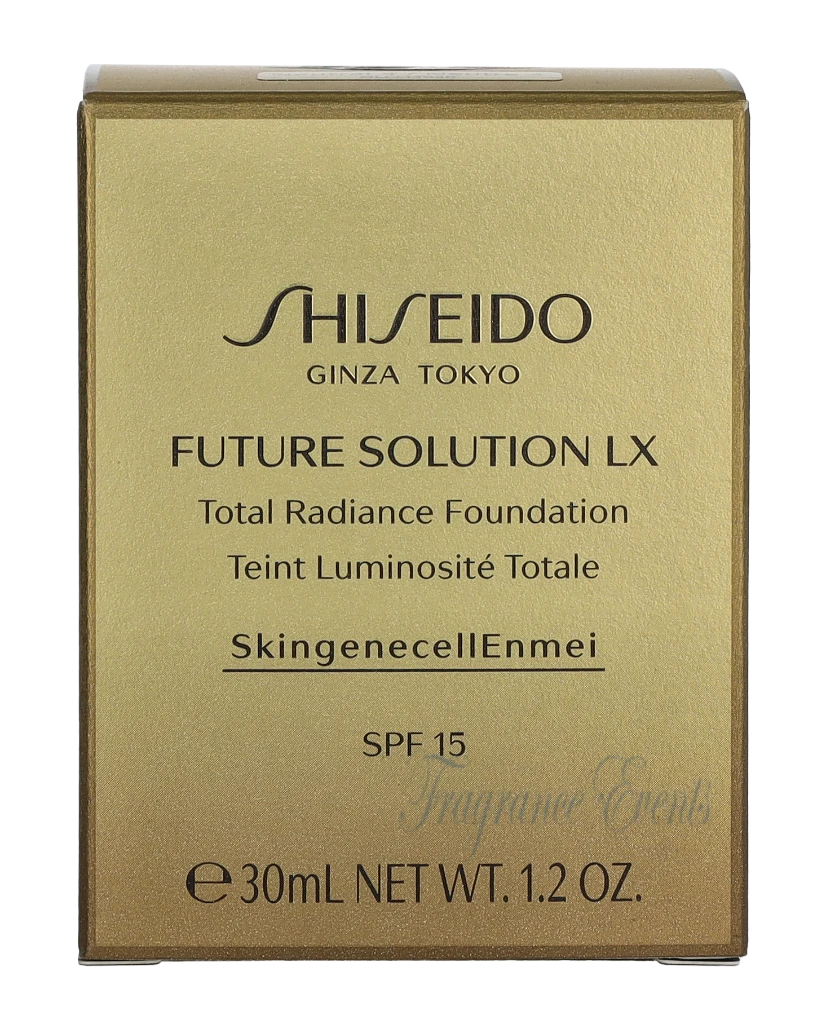 SHISEIDO
GINZA TOKYO
FUTURE SOLUTION LX
Total Radiance Foundation
Teint Luminosité Totale
SkingenecellEnmei
SPF 15
Fragrance Events
℮30mL NET WT. 1.2 OZ.